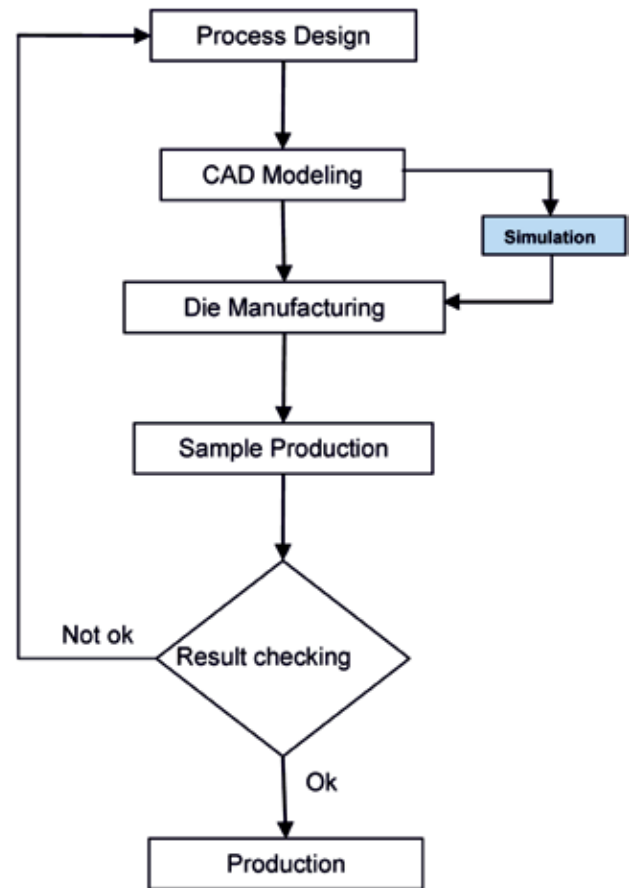 Process Design
CAD Modeling
Simulation
Die Manufacturing
Sample Production
Not ok
Result checking
Ok
Production